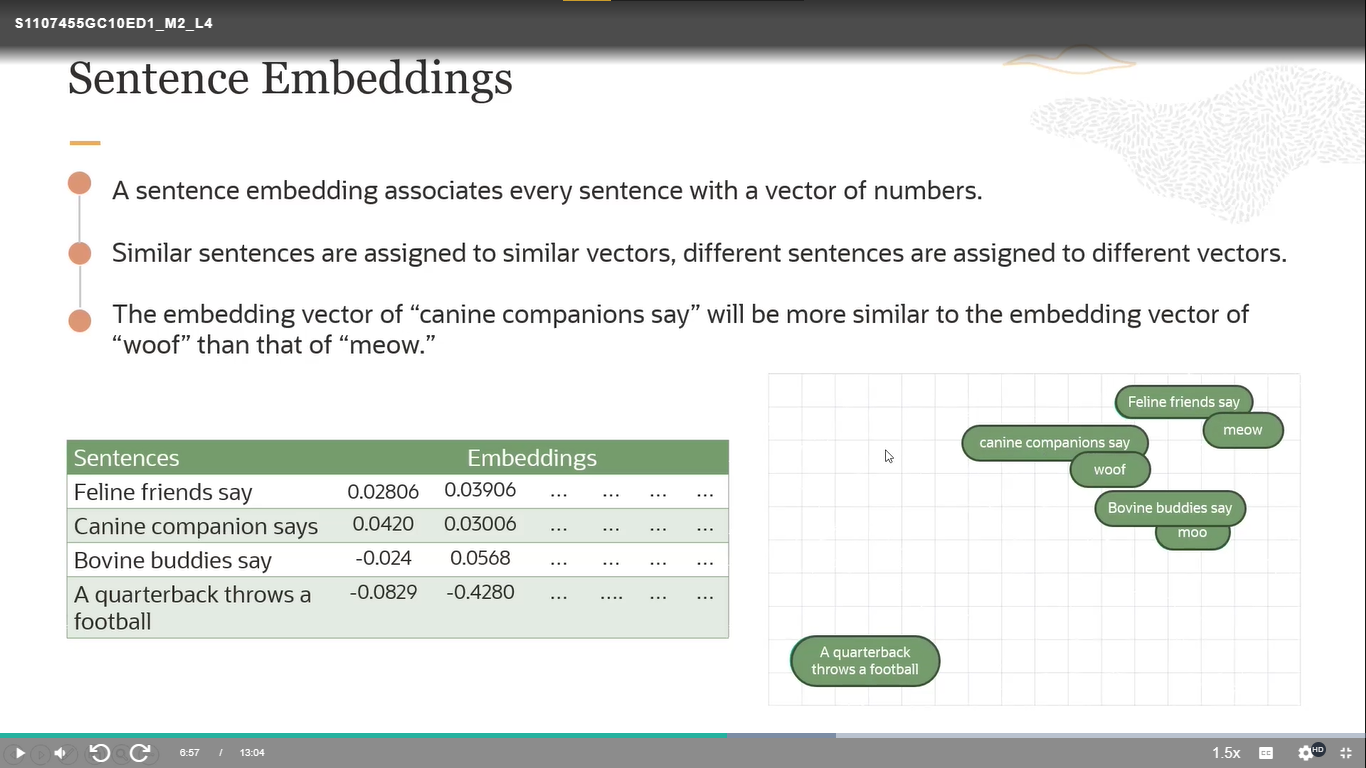 S1107455GC10ED1_M2_L4
Sentence Embeddings
A sentence embedding associates every sentence with a vector of numbers.
Similar sentences are assigned to similar vectors, different sentences are assigned to different vectors.
The embedding vector of “canine companions say” will be more similar to the embedding vector of
“woof” than that of “meow.”
Sentences Embeddings
Feline friends say 0.02806 0.03906 ... ... ... ...
Canine companion says 0.0420 0.03006 ... ... ... ...
Bovine buddies say -0.024 0.0568 ... ... ... ...
A quarterback throws a -0.0829 -0.4280 ... .... ... ...
football
Feline friends say
meow
canine companions say
woof
Bovine buddies say
moo
A quarterback
throws a football
6:57 / 13:04
1.5x
CC
HD